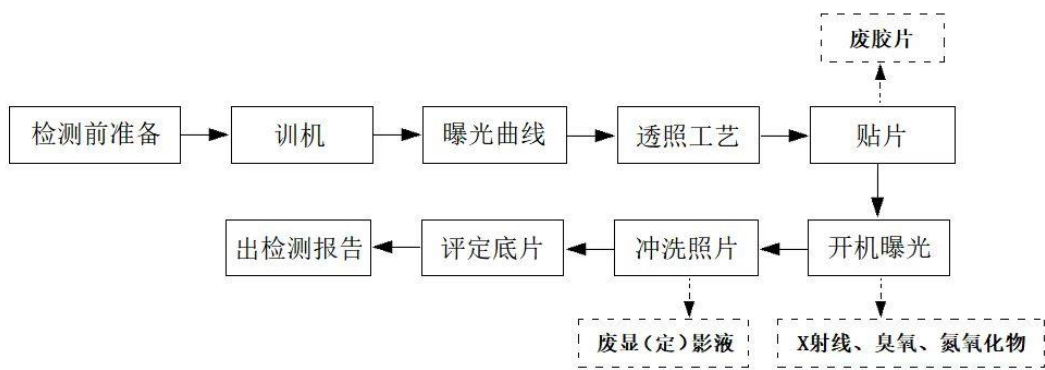 废胶片
检测前准备
训机
曝光曲线
透照工艺
贴片
出检测报告
评定底片
冲洗照片
开机曝光
废显(定)影液
X射线、臭氧、氮氧化物